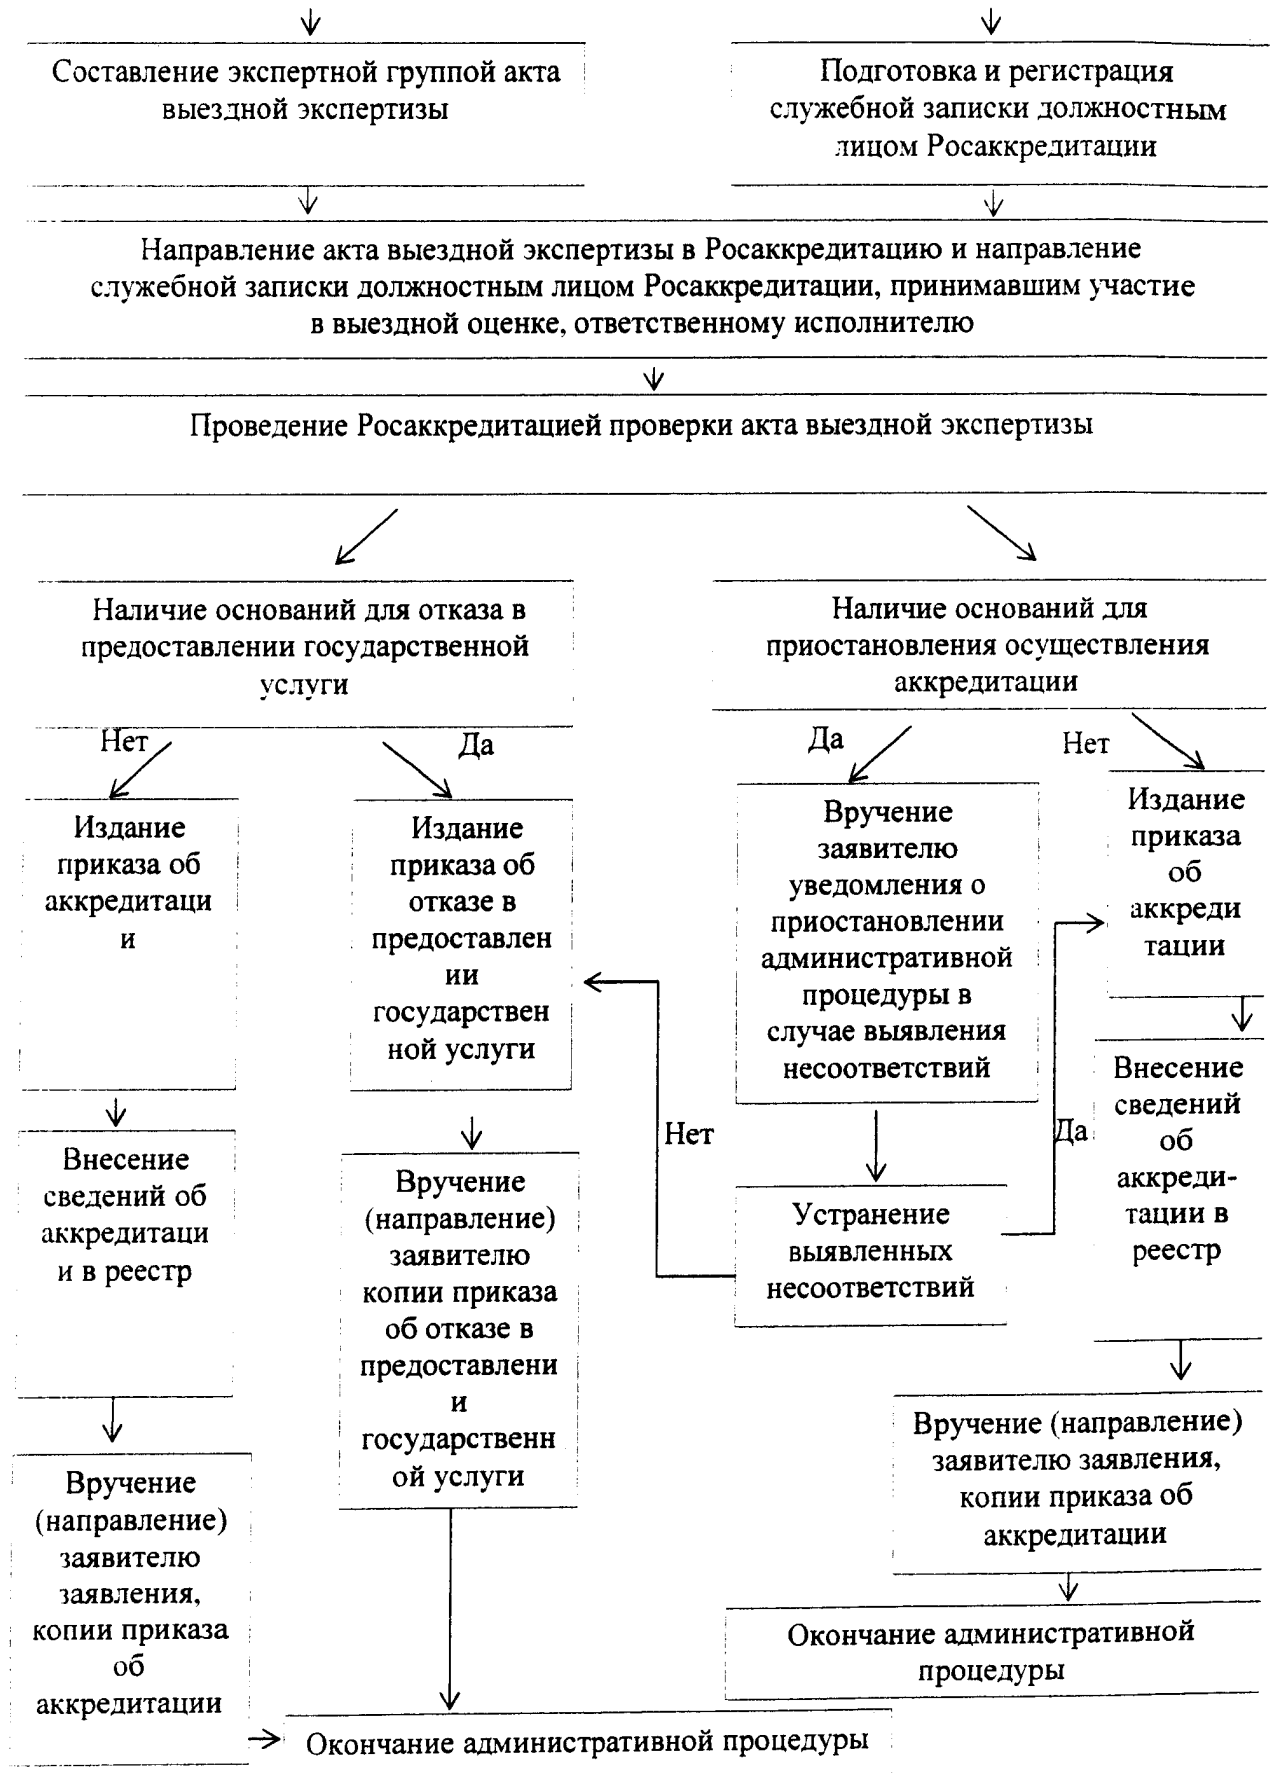 Составление экспертной группой акта
выездной экспертизы
Подготовка и регистрация
служебной записки должностным
лицом Росаккредитации
Направление акта выездной экспертизы в Росаккредитацию и направление
служебной записки должностным лицом Росаккредитации, принимавшим участие
в выездной оценке, ответственному исполнителю
Проведение Росаккредитацией проверки акта выездной экспертизы
Наличие оснований для отказа в
предоставлении государственной
услуги
Наличие оснований для
приостановления осуществления
аккредитации
Нет
Да
Да
Нет
Издание
приказа об
аккредитаци
и
Издание
приказа об
отказе в
предоставлен
ии
государствен
ной услуги
Вручение
заявителю
уведомления о
приостановлении
административной
процедуры в
случае выявления
несоответствий
Издание
приказа
об
аккреди
тации
Внесение
сведений об
аккредитаци
и в реестр
Вручение
(направление)
заявителю
копии приказа
об отказе в
предоставлени
и
государственн
ой услуги
Нет
Устранение
выявленных
несоответствий
Да
Внесение
сведений
об
аккреди-
тации в
реестр
Вручение
(направление)
заявителю
заявления,
копии приказа
об
аккредитации
Вручение (направление)
заявителю заявления,
копии приказа об
аккредитации
Окончание административной
процедуры
Окончание административной процедуры